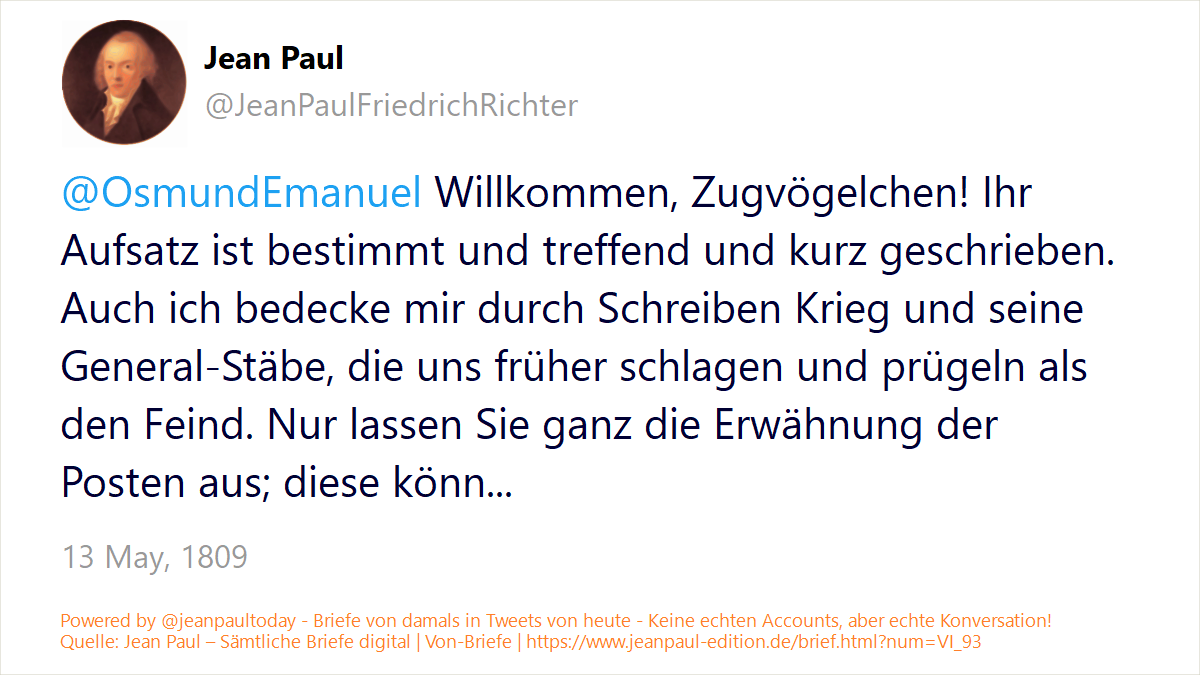 Jean Paul
@JeanPaulFriedrichRichter
@OsmundEmanuel Willkommen, Zugvögelchen! Ihr
Aufsatz ist bestimmt und treffend und kurz geschrieben.
Auch ich bedecke mir durch Schreiben Krieg und seine
General-Stäbe, die uns früher schlagen und prügeln als
den Feind. Nur lassen Sie ganz die Erwähnung der
Posten aus; diese könn...
13 May, 1809
Powered by @jeanpaultoday - Briefe von damals in Tweets von heute - Keine echten Accounts, aber echte Konversation!
Quelle: Jean Paul – Sämtliche Briefe digital | Von-Briefe | https://www.jeanpaul-edition.de/brief.html?num=VI_93